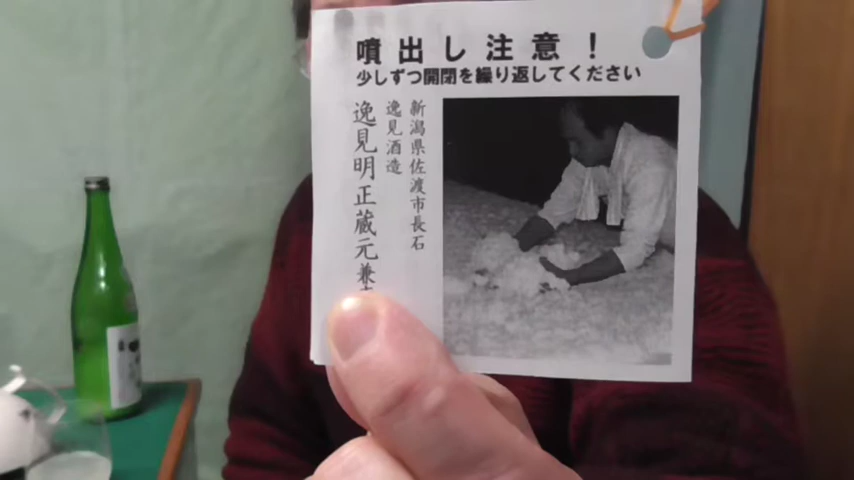 噴出し注意！
少しずつ開閉を繰り返してください
新潟県佐渡市長石
逸見酒造
逸見明正蔵元兼